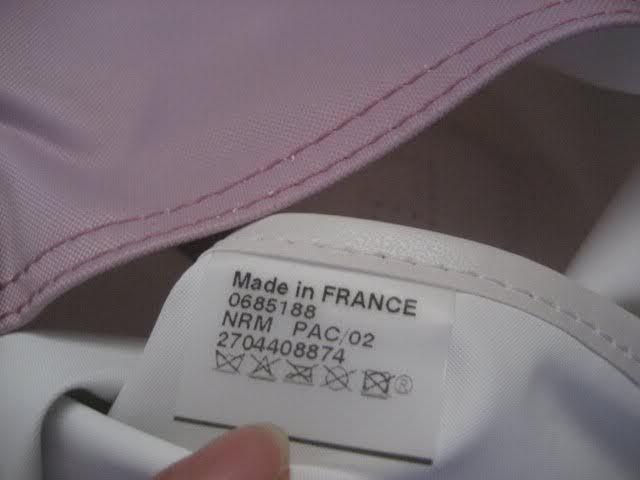 Made in FRANCE
0685188
NRM PAC/02
2704408874
®